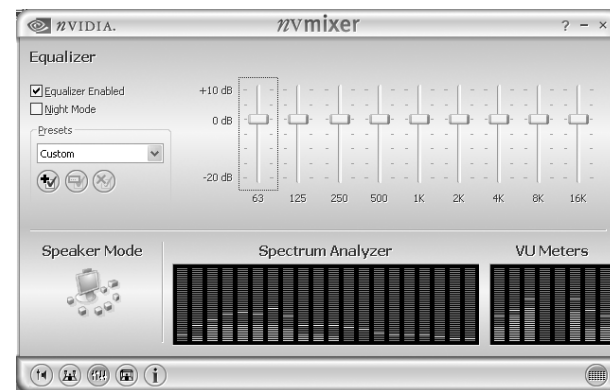 nVIDIA.
nvmixer
? - ×
Equalizer
Equalizer Enabled
Night Mode
Presets
Custom
+10 dB
0 dB
-20 dB
63 125 250 500 1K 2K 4K 8K 16K
Speaker Mode
Spectrum Analyzer
VU Meters
i